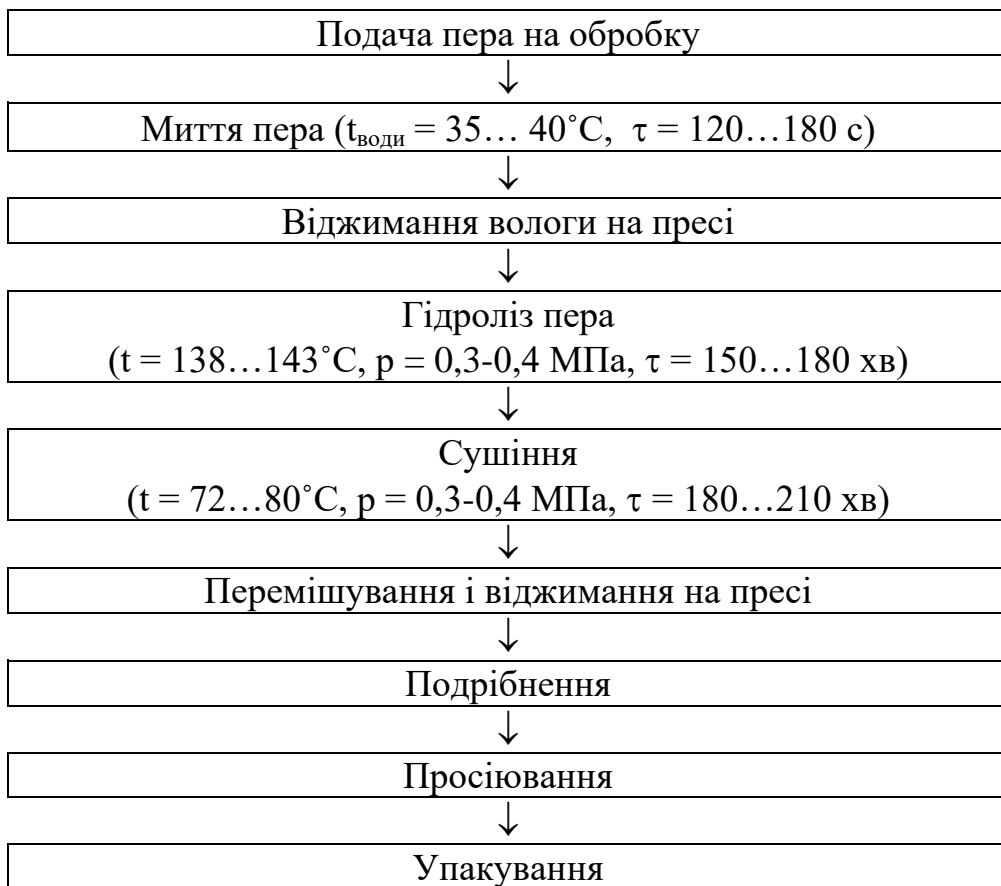 Подача пера на обробку
↓
Миття пера (tводи = 35… 40˚С, τ = 120…180 с)
↓
Віджимання вологи на пресі
↓
Гідроліз пера
(t = 138…143˚С, р = 0,3-0,4 МПа, τ = 150…180 хв)
↓
Сушіння
(t = 72…80˚С, р = 0,3-0,4 МПа, τ = 180…210 хв)
↓
Перемішування і віджимання на пресі
↓
Подрібнення
↓
Просіювання
↓
Упакування